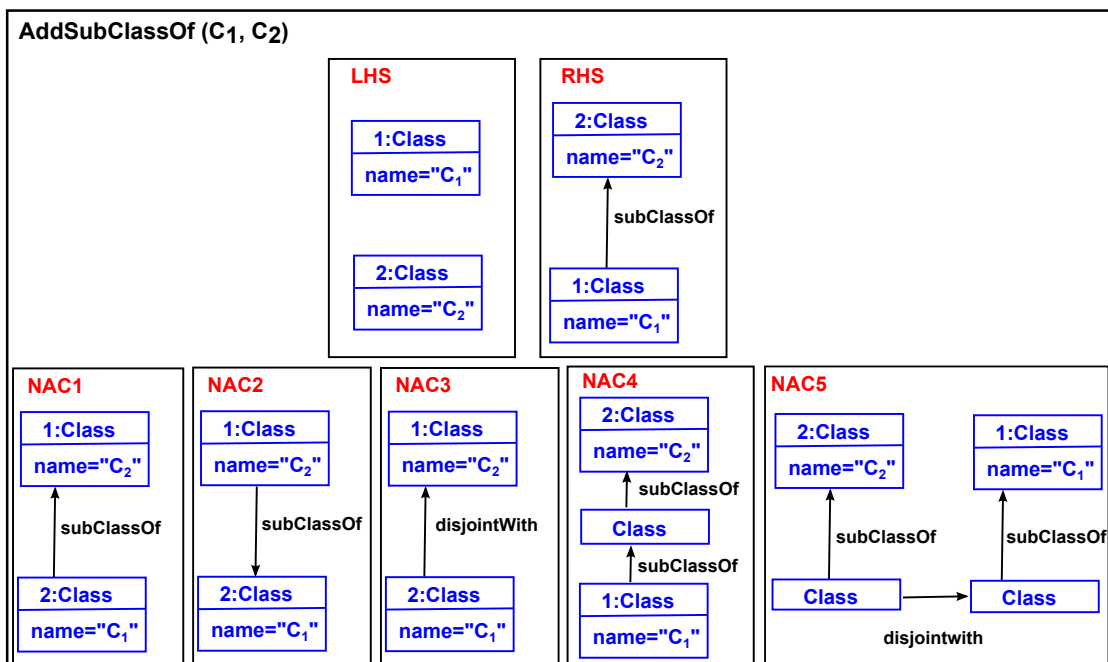 AddSubClassOf (C₁, C₂)
LHS
1:Class
name="C₁"
2:Class
name="C₂"
RHS
2:Class
name="C₂"
subClassOf
1:Class
name="C₁"
NAC1
1:Class
name="C₂"
subClassOf
2:Class
name="C₁"
NAC2
1:Class
name="C₂"
subClassOf
2:Class
name="C₁"
NAC3
1:Class
name="C₂"
disjointWith
2:Class
name="C₁"
NAC4
2:Class
name="C₂"
subClassOf
Class
subClassOf
1:Class
name="C₁"
NAC5
2:Class
name="C₂"
1:Class
name="C₁"
subClassOf
subClassOf
Class
Class
disjointwith